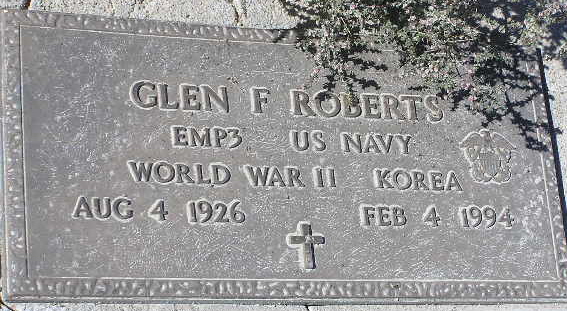 GLEN F ROBERTS
EMP3 US NAVY
WORLD WAR II KOREA
AUG 4 1926 FEB 4 1994